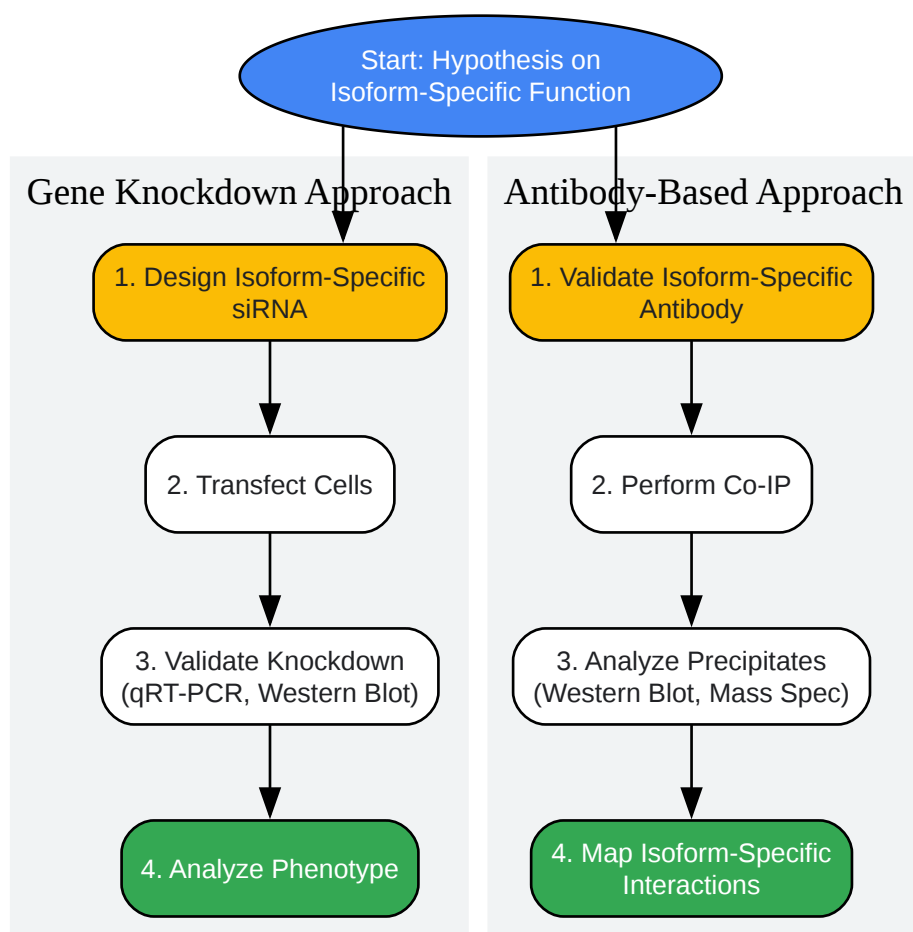 Start: Hypothesis on
Isoform-Specific Function
Gene Knockdown Approach
1. Design Isoform-Specific
siRNA
2. Transfect Cells
3. Validate Knockdown
(qRT-PCR, Western Blot)
4. Analyze Phenotype
Antibody-Based Approach
1. Validate Isoform-Specific
Antibody
2. Perform Co-IP
3. Analyze Precipitates
(Western Blot, Mass Spec)
4. Map Isoform-Specific
Interactions